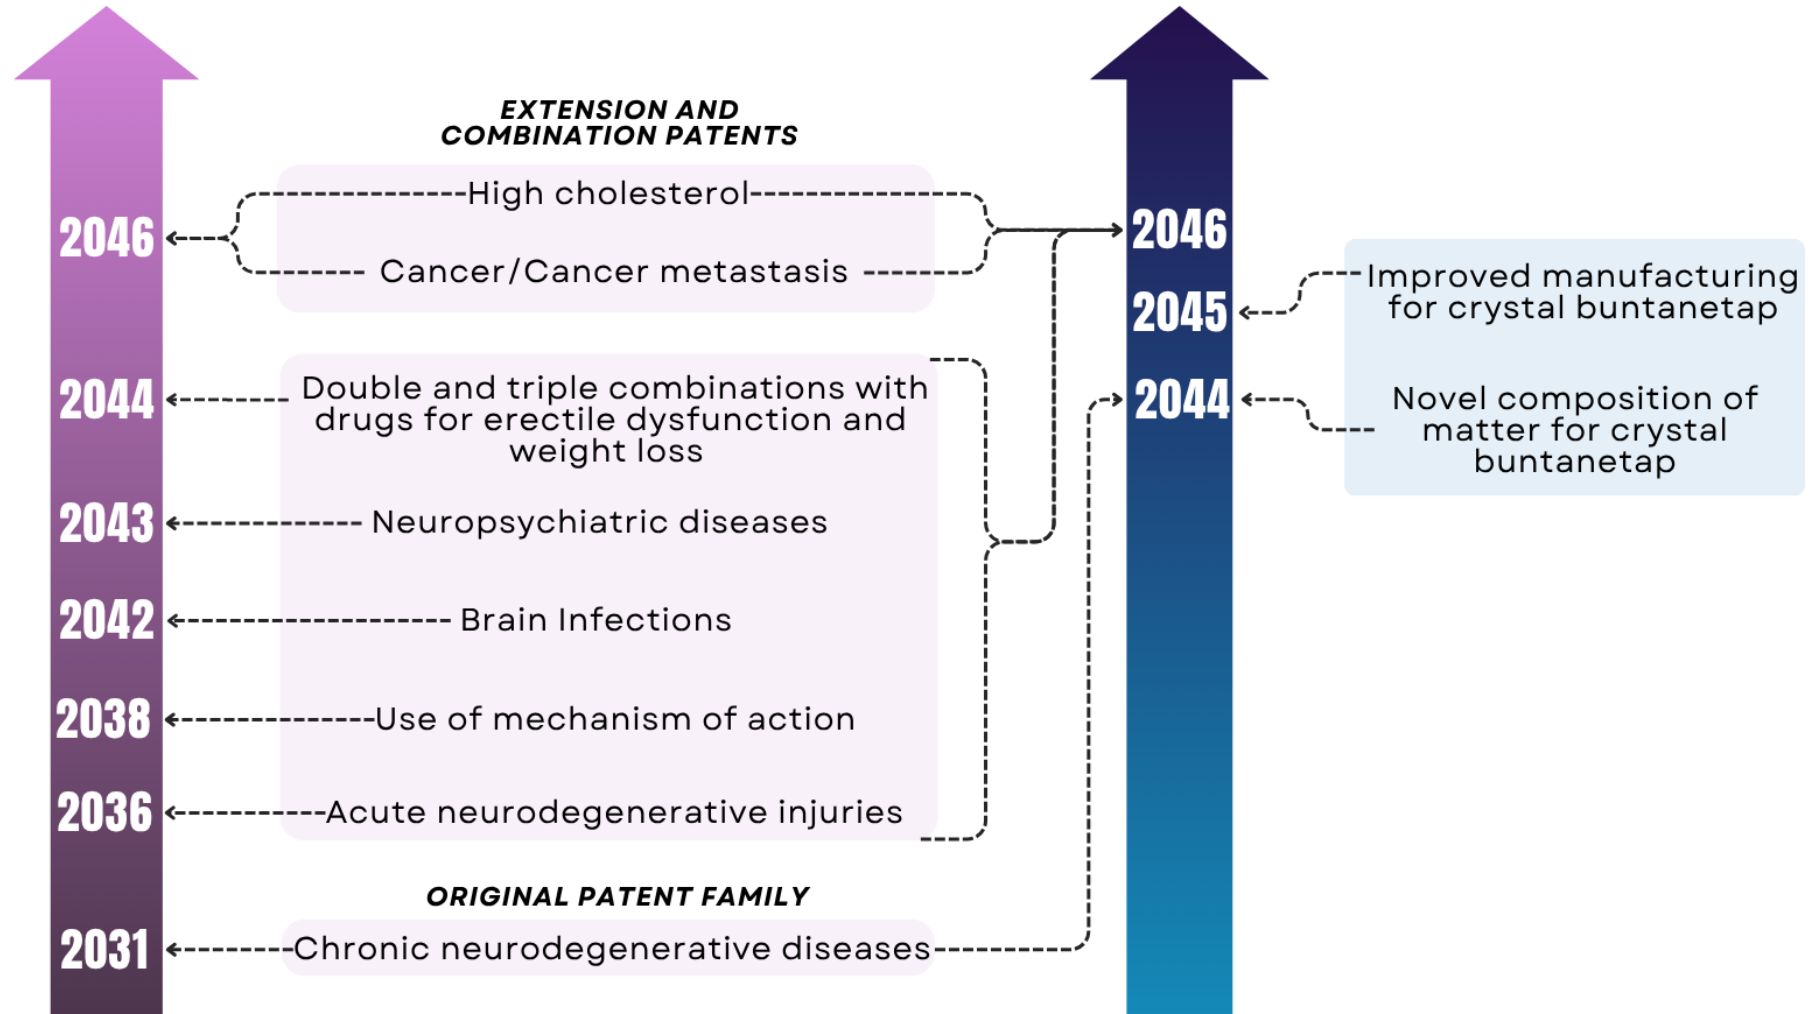 EXTENSION AND
COMBINATION PATENTS
High cholesterol
2046
2046
Cancer/Cancer metastasis
Improved manufacturing
for crystal buntanetap
2045
2044
Double and triple combinations with
drugs for erectile dysfunction and
weight loss
2044
Novel composition of
matter for crystal
buntanetap
2043
Neuropsychiatric diseases
2042
Brain Infections
2038
Use of mechanism of action
2036
Acute neurodegenerative injuries
ORIGINAL PATENT FAMILY
2031
Chronic neurodegenerative diseases